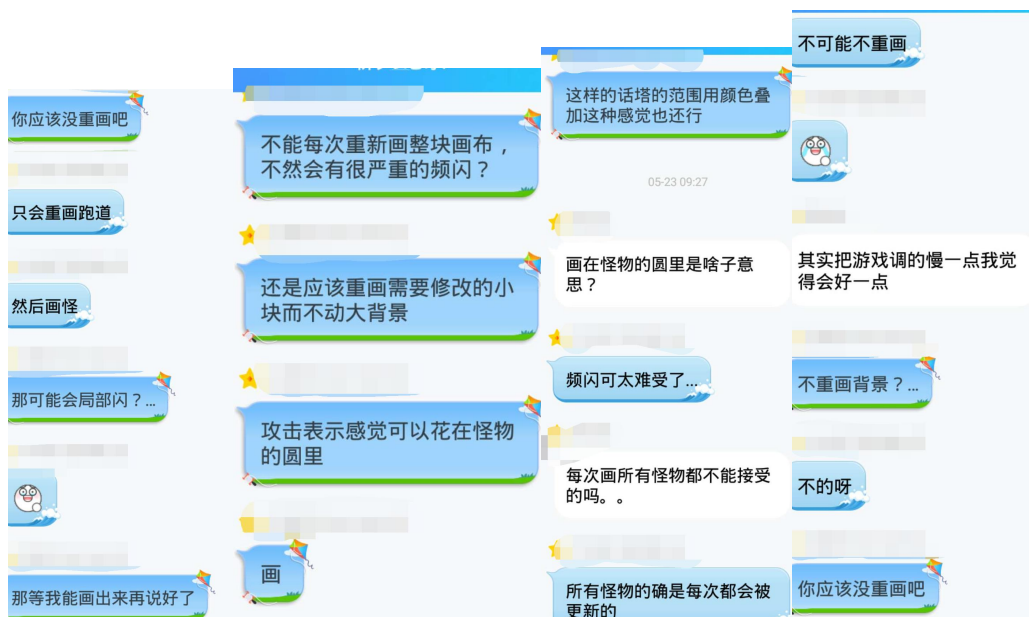 你应该没重画吧
只会重画跑道
然后画怪
那可能会局部闪？...
那等我能画出来再说好了
不能每次重新画整块画布，
不然会有很严重的频闪？
还是应该重画需要修改的小
块而不动大背景
攻击表示感觉可以花在怪物
的圆里
画
这样的话塔的范围用颜色叠
加这种感觉也还行
05-23 09:27
画在怪物的圆里是啥子意
思？
频闪可太难受了...
每次画所有怪物都不能接受
的吗。。
所有怪物的确是每次都会被
更新的
不可能不重画
其实把游戏调的慢一点我觉
得会好一点
不重画背景？...
不的呀
你应该没重画吧